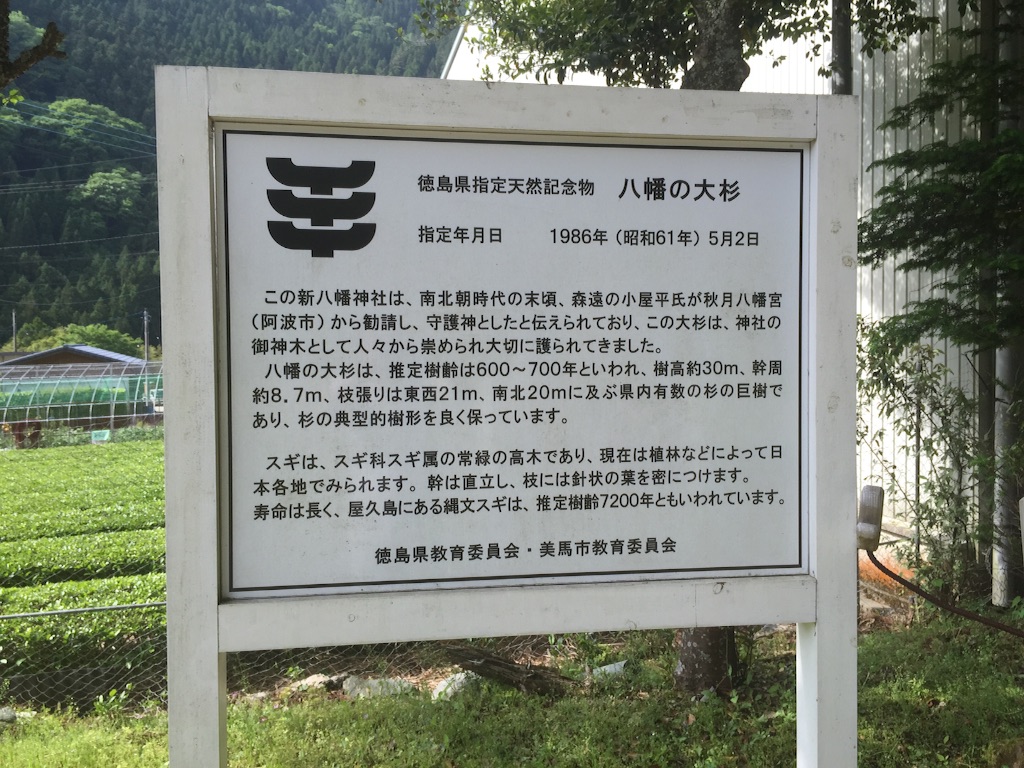 徳島県指定天然記念物　八幡の大杉
指定年月日　1986年（昭和61年）5月2日
この新八幡神社は、南北朝時代の末頃、森遠の小屋平氏が秋月八幡宮
（阿波市）から勧請し、守護神としたと伝えられており、この大杉は、神社の
御神木として人々から崇められ大切に護られてきました。
八幡の大杉は、推定樹齢は600～700年といわれ、樹高約30m、幹周
約8.7m、枝張りは東西21m、南北20mに及ぶ県内有数の杉の巨樹で
あり、杉の典型的樹形を良く保っています。
スギは、スギ科スギ属の常緑の高木であり、現在は植林などによって日
本各地でみられます。幹は直立し、枝には針状の葉を密につけます。
寿命は長く、屋久島にある縄文スギは、推定樹齢7200年ともいわれています。
徳島県教育委員会・美馬市教育委員会